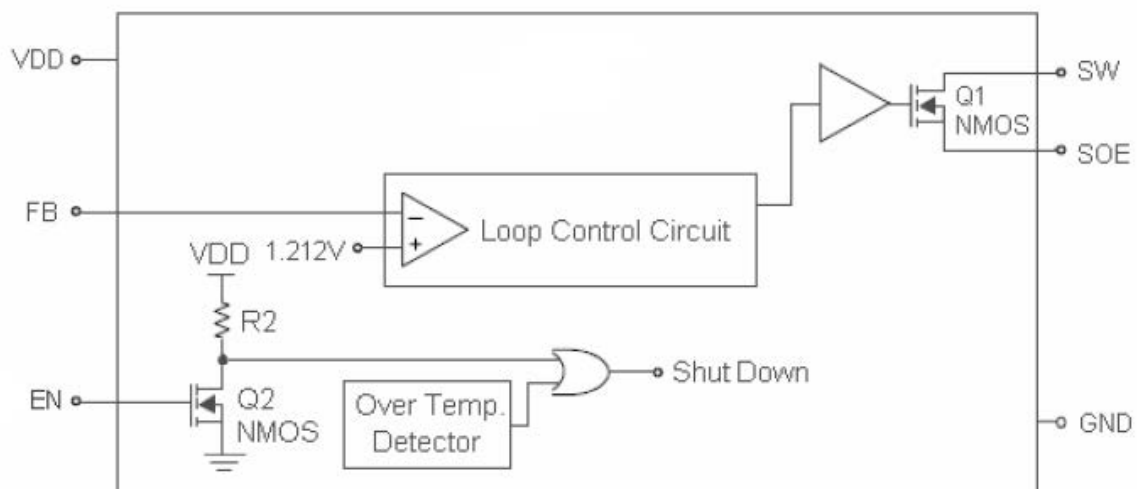 VDD
SW
Q1
NMOS
SOE
FB
Loop Control Circuit
1.212V
VDD
R2
Shut Down
EN
Q2
NMOS
Over Temp.
Detector
GND